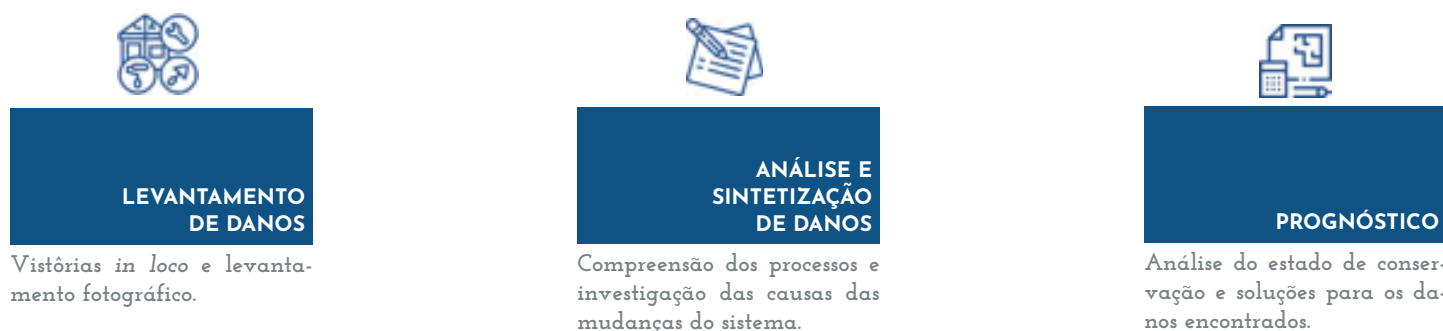 LEVANTAMENTO
DE DANOS
Vistôrias in loco e levanta-
mento fotográfico.
ANÁLISE E
SINTETIZAÇÃO
DE DANOS
Compreensão dos processos e
investigação das causas das
mudanças do sistema.
PROGNÓSTICO
Análise do estado de conser-
vação e soluções para os da-
nos encontrados.